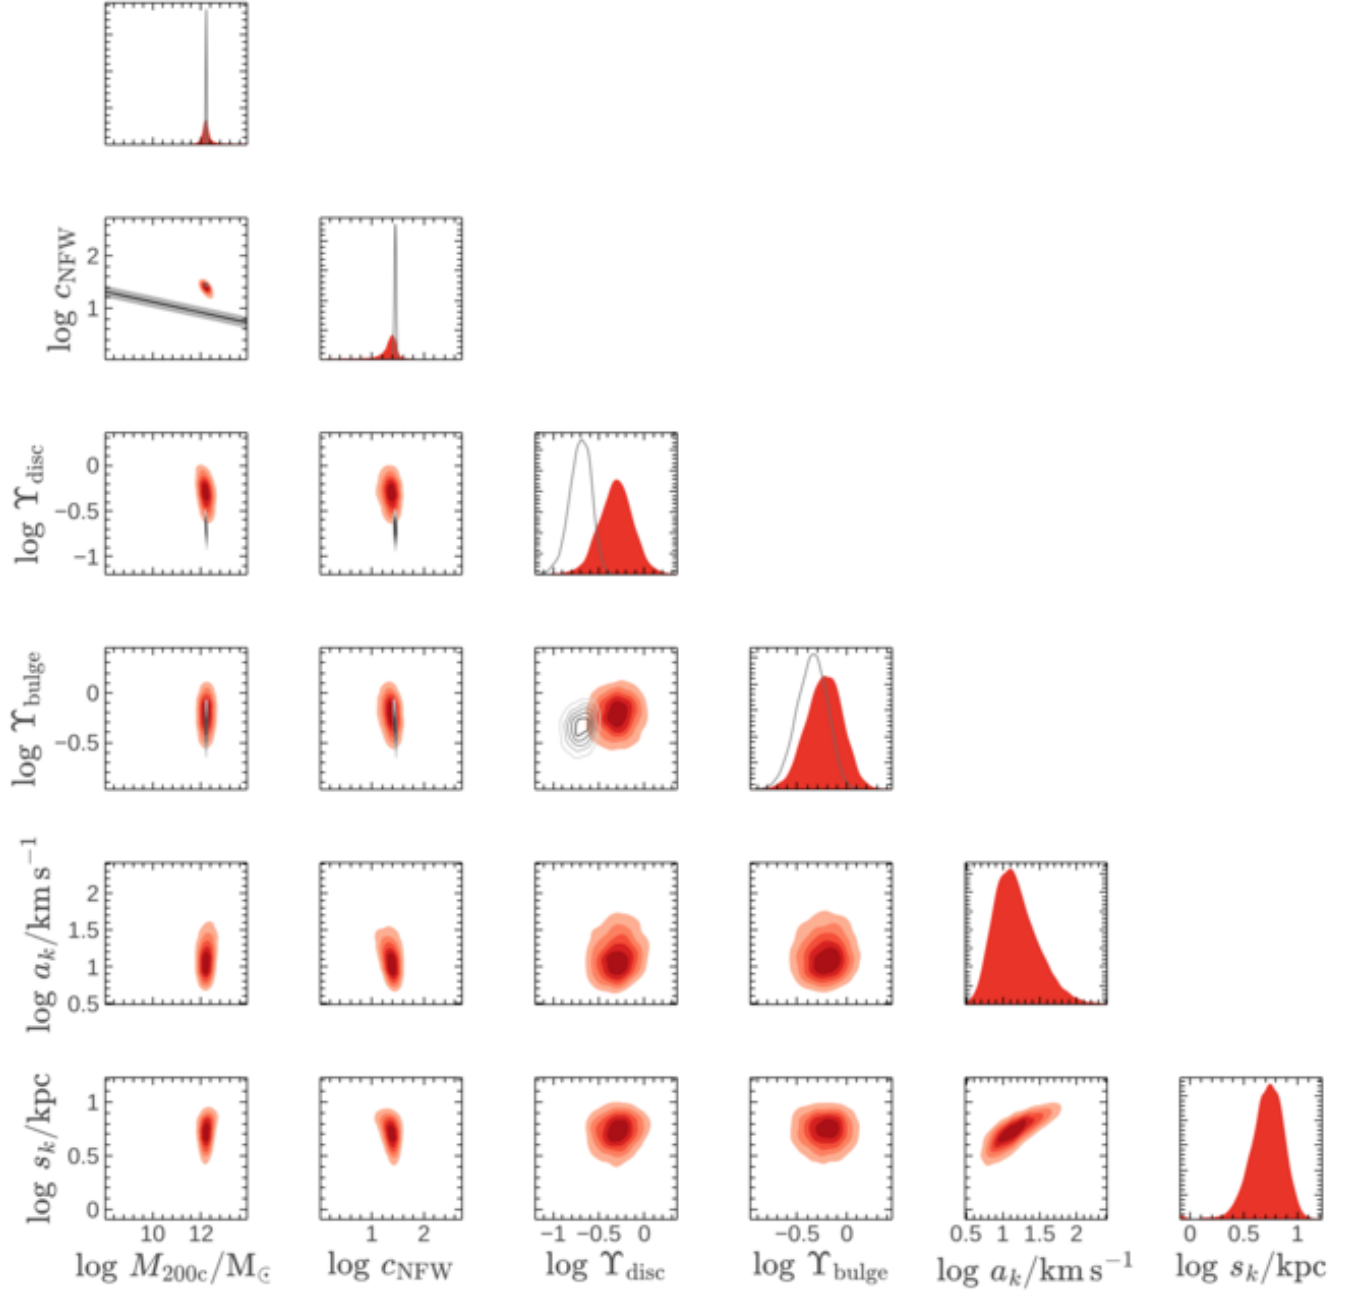 log c_NFW
2
1
log Υ_disc
0
−0.5
−1
log Υ_bulge
0
−0.5
log a_k/km s⁻¹
2
1.5
1
0.5
log s_k/kpc
1
0.5
0
10 12
1 2
−1 −0.5 0
−0.5 0
0.5 1 1.5 2
0 0.5 1
log M_200c/M_⊙
log c_NFW
log Υ_disc
log Υ_bulge
log a_k/km s⁻¹
log s_k/kpc